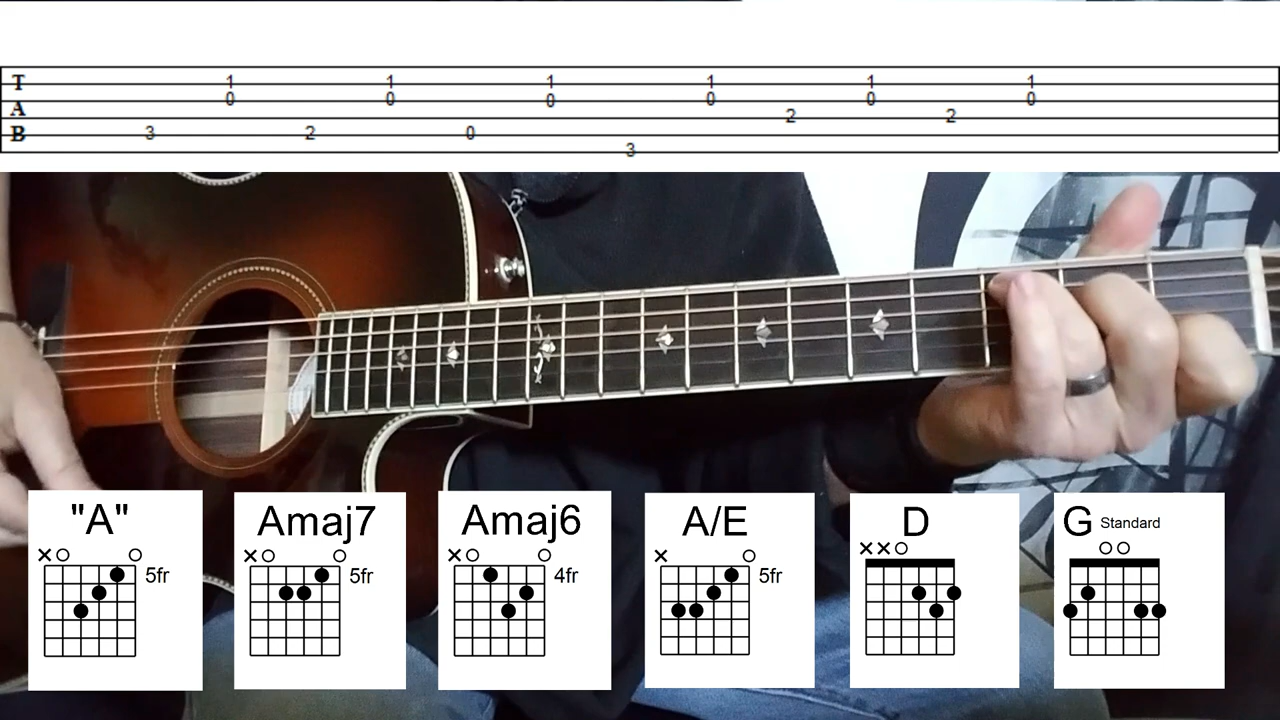 T 1 1 1 1 1 1
0 0 0 0 0 0
A 2 2
B 3 2 0
3
"A" Amaj7 Amaj6 A/E D G Standard
×○ ○ ×○ ○ ×○ ○ × ○ ××○ ○○
5fr 5fr 4fr 5fr